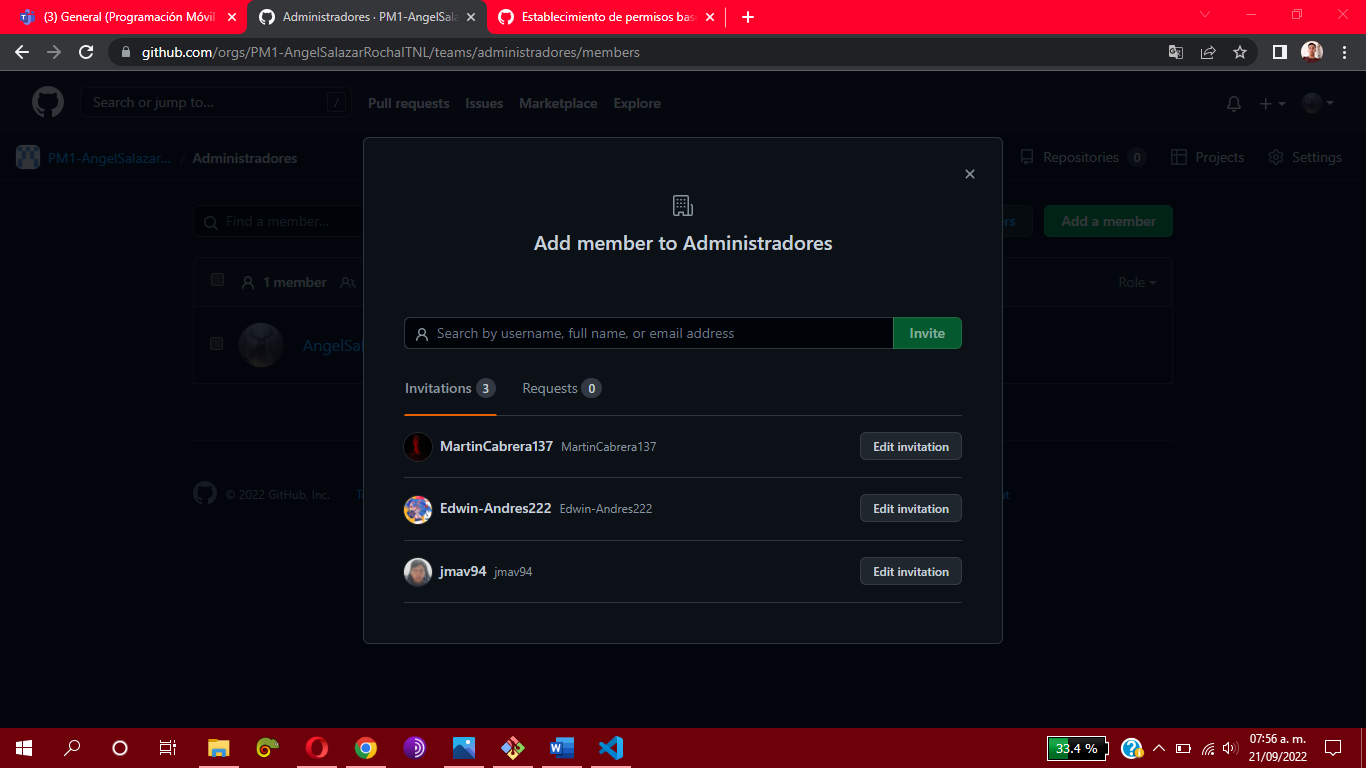 (3) General (Programación Móvil
Administradores · PM1-AngelSala
Establecimiento de permisos bas
github.com/orgs/PM1-AngelSalazarRochaITNL/teams/administradores/members
Search or jump to...
/
Pull requests
Issues
Marketplace
Explore
PM1-AngelSalazar... / Administradores
Repositories 0
Projects
Settings
Find a member...
Add a member
1 member
Role
AngelSal
Add member to Administradores
Search by username, full name, or email address
Invite
Invitations 3
Requests 0
MartinCabrera137 MartinCabrera137
Edit invitation
Edwin-Andres222 Edwin-Andres222
Edit invitation
jmav94 jmav94
Edit invitation
© 2022 GitHub, Inc.
33.4 %
07:56 a. m.
21/09/2022